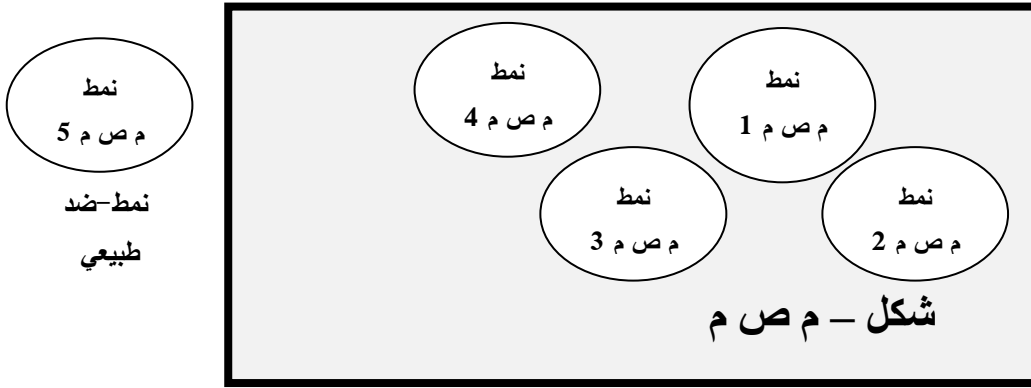 نمط
م ص م 1
نمط
م ص م 2
نمط
م ص م 3
نمط
م ص م 4
شكل – م ص م
نمط
م ص م 5
نمط–ضد
طبيعي